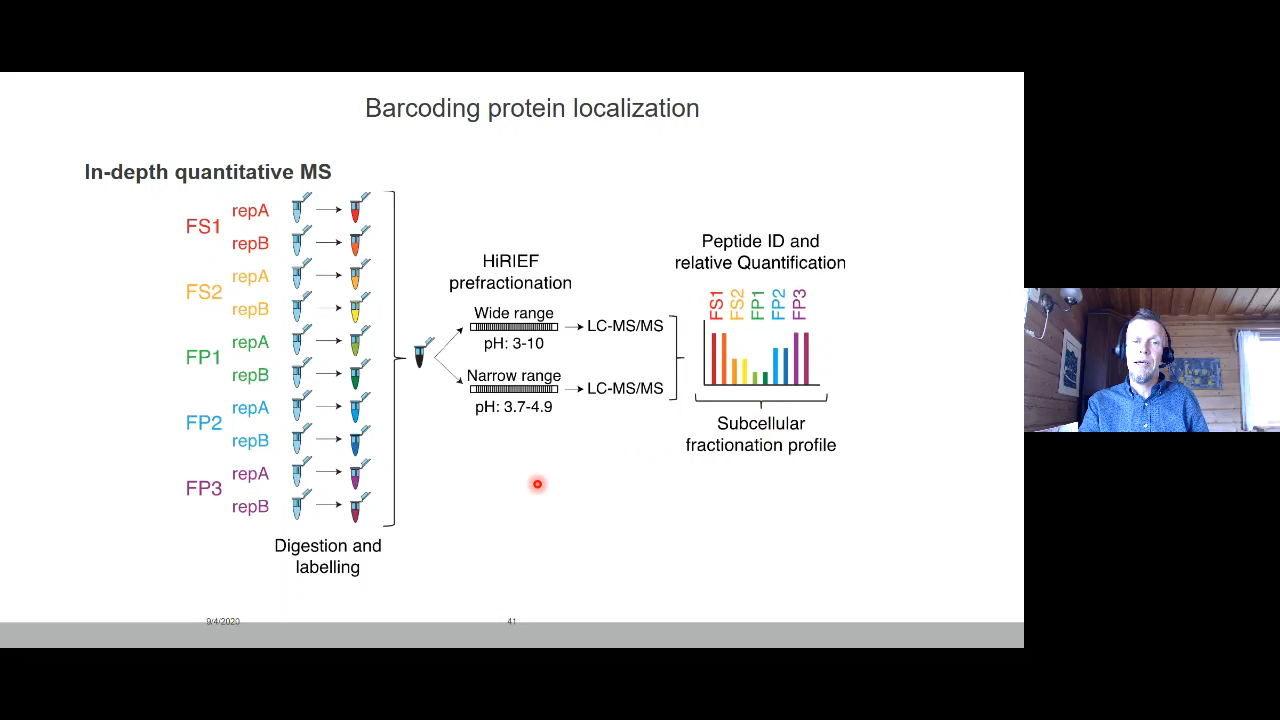 Barcoding protein localization
In-depth quantitative MS
FS1
repA
repB
FS2
repA
repB
FP1
repA
repB
FP2
repA
repB
FP3
repA
repB
Digestion and
labelling
HiRIEF
prefractionation
Wide range
pH: 3-10
LC-MS/MS
Narrow range
pH: 3.7-4.9
LC-MS/MS
Peptide ID and
relative Quantification
FS1
FS2
FP1
FP2
FP3
Subcellular
fractionation profile
9/4/2020
41